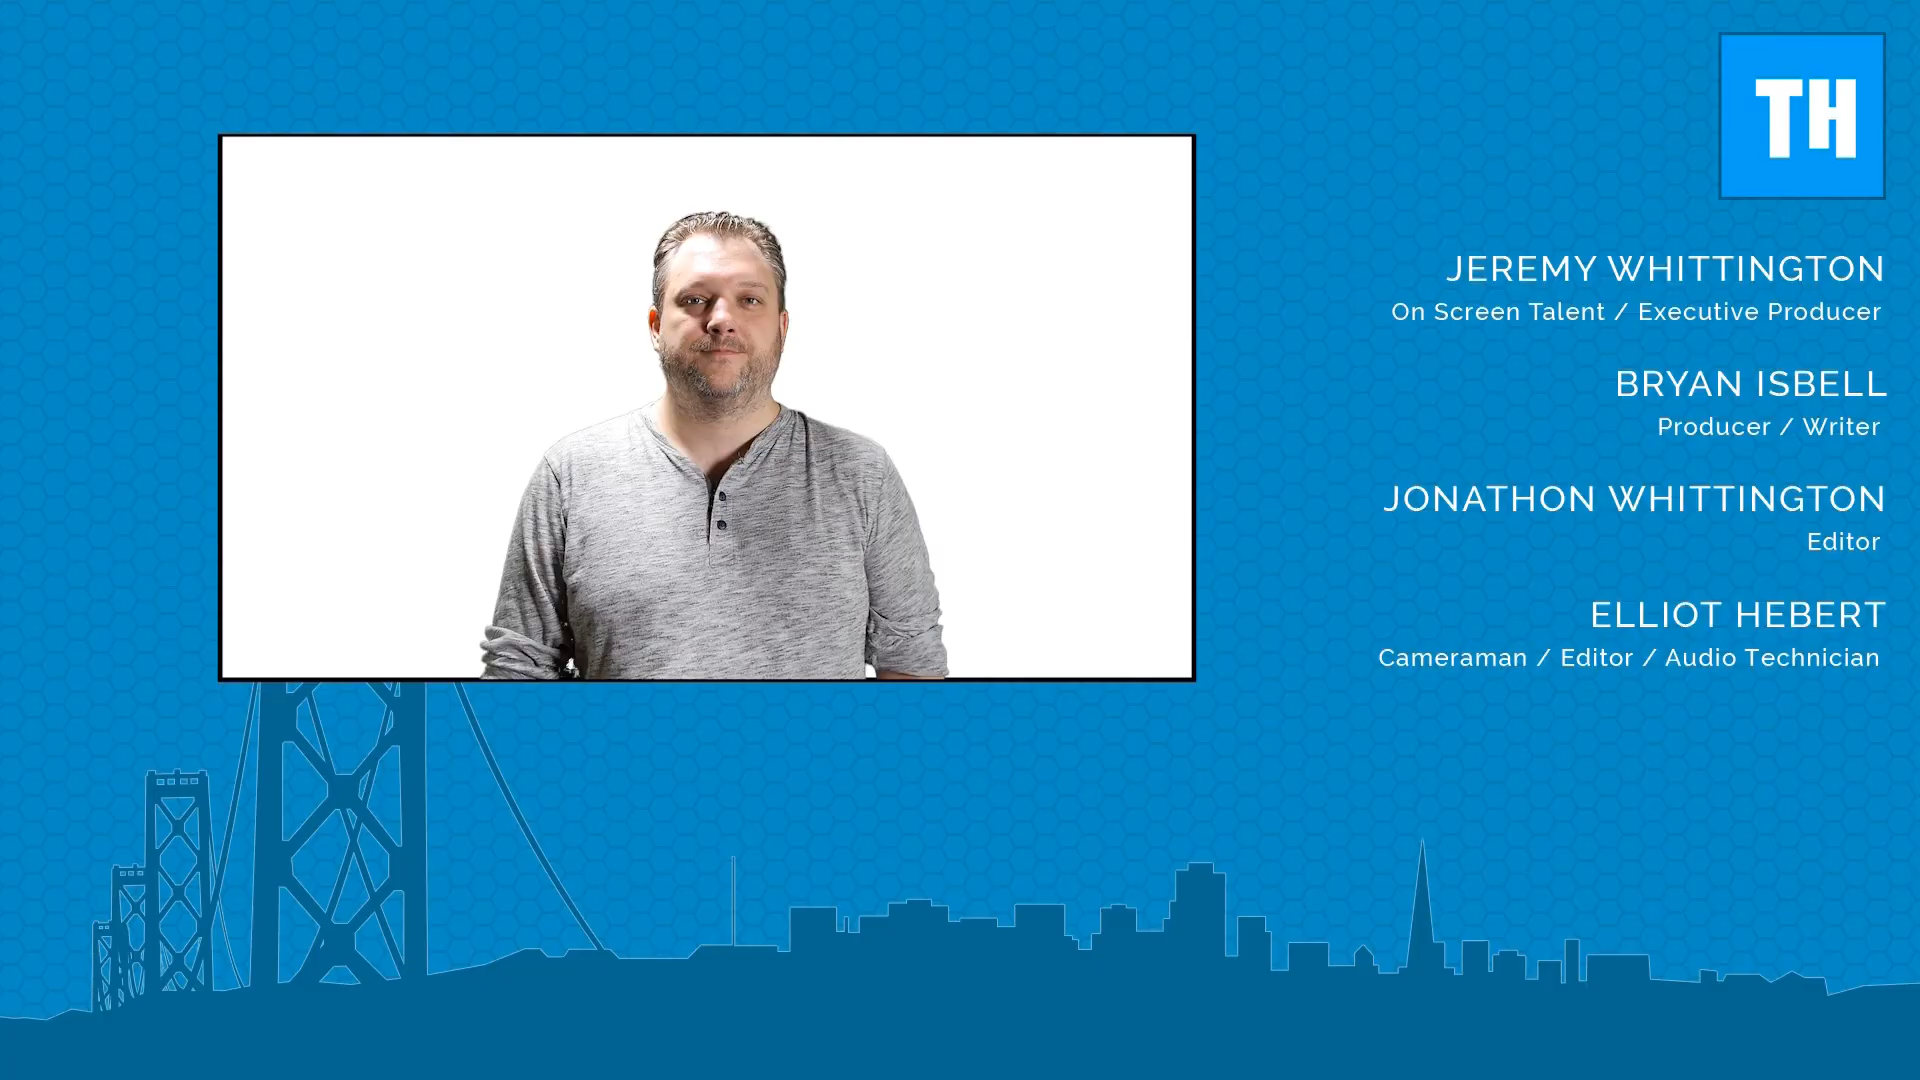 TH
JEREMY WHITTINGTON
On Screen Talent / Executive Producer
BRYAN ISBELL
Producer / Writer
JONATHON WHITTINGTON
Editor
ELLIOT HEBERT
Cameraman / Editor / Audio Technician